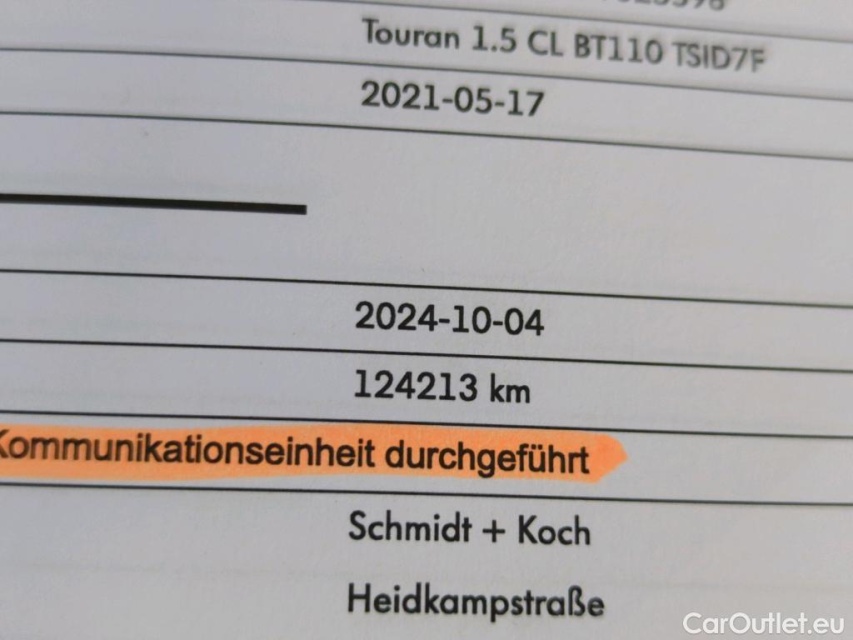 Touran 1.5 CL BT110 TSID7F
2021-05-17
2024-10-04
124213 km
Kommunikationseinheit durchgeführt
Schmidt + Koch
Heidkampstraße
CarOutlet.eu